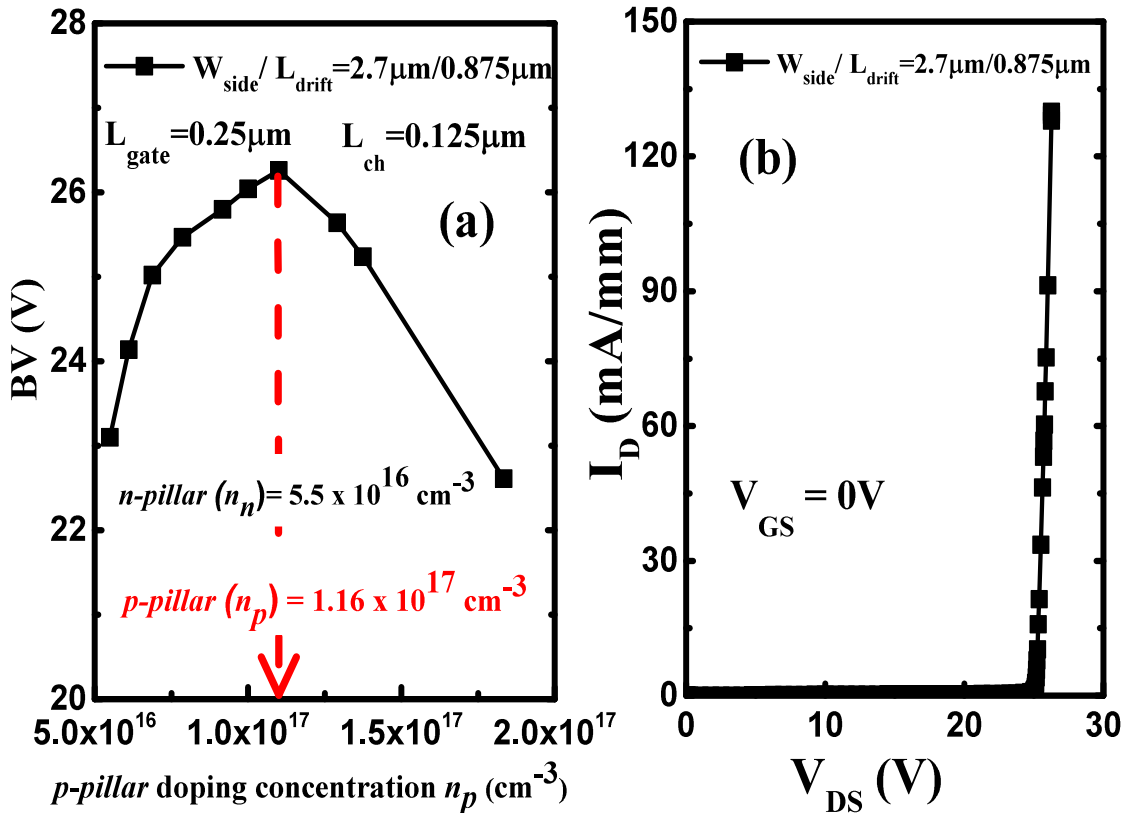 28
26
24
22
20
BV (V)
W_side/ L_drift=2.7μm/0.875μm
L_gate=0.25μm L_ch=0.125μm
(a)
n-pillar (n_n)= 5.5 x 10^16 cm^-3
p-pillar (n_p) = 1.16 x 10^17 cm^-3
5.0x10^16 1.0x10^17 1.5x10^17 2.0x10^17
p-pillar doping concentration n_p (cm^-3)
150
120
90
60
30
0
I_D (mA/mm)
W_side/ L_drift=2.7μm/0.875μm
(b)
V_GS = 0V
0 10 20 30
V_DS (V)